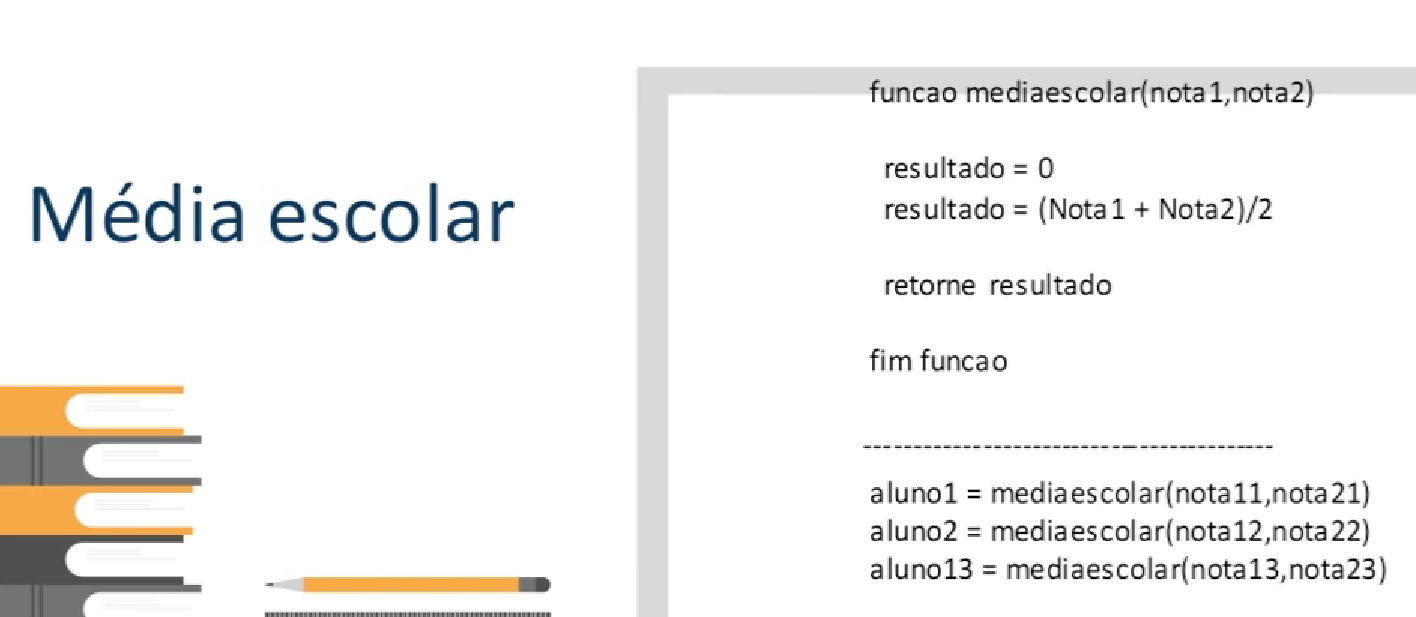 Média escolar
funcao mediaescolar(nota1,nota2)
resultado = 0
resultado = (Nota1 + Nota2)/2
retorne resultado
fim funcao
-----------------------------------------
aluno1 = mediaescolar(nota11,nota21)
aluno2 = mediaescolar(nota12,nota22)
aluno13 = mediaescolar(nota13,nota23)